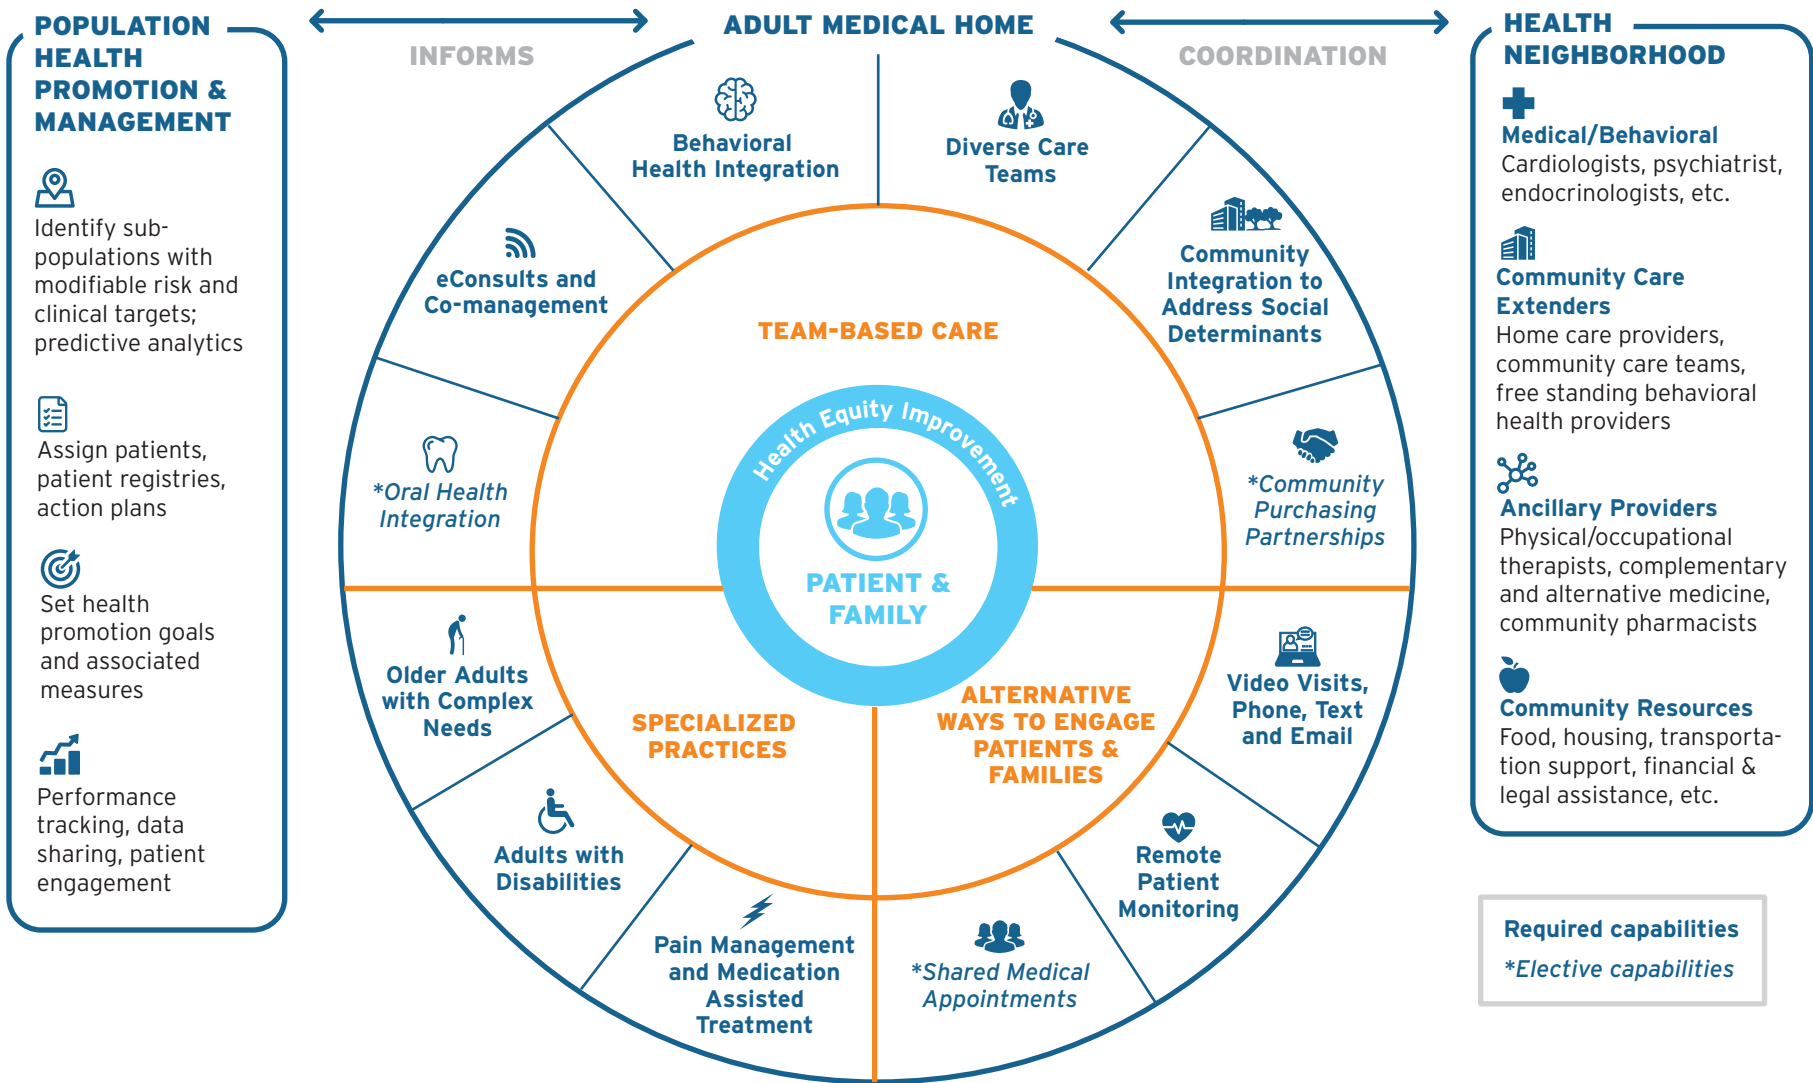 POPULATION
HEALTH
PROMOTION &
MANAGEMENT
Identify sub-
populations with
modifiable risk and
clinical targets;
predictive analytics
Assign patients,
patient registries,
action plans
Set health
promotion goals
and associated
measures
Performance
tracking, data
sharing, patient
engagement
INFORMS
ADULT MEDICAL HOME
COORDINATION
Behavioral
Health Integration
Diverse Care
Teams
eConsults and
Co-management
Community
Integration to
Address Social
Determinants
*Oral Health
Integration
*Community
Purchasing
Partnerships
TEAM-BASED CARE
Health Equity Improvement
PATIENT &
FAMILY
Older Adults
with Complex
Needs
Adults with
Disabilities
Pain Management
and Medication
Assisted
Treatment
SPECIALIZED
PRACTICES
ALTERNATIVE
WAYS TO ENGAGE
PATIENTS &
FAMILIES
Video Visits,
Phone, Text
and Email
Remote
Patient
Monitoring
*Shared Medical
Appointments
HEALTH
NEIGHBORHOOD
Medical/Behavioral
Cardiologists, psychiatrist,
endocrinologists, etc.
Community Care
Extenders
Home care providers,
community care teams,
free standing behavioral
health providers
Ancillary Providers
Physical/occupational
therapists, complementary
and alternative medicine,
community pharmacists
Community Resources
Food, housing, transporta-
tion support, financial &
legal assistance, etc.
Required capabilities
*Elective capabilities